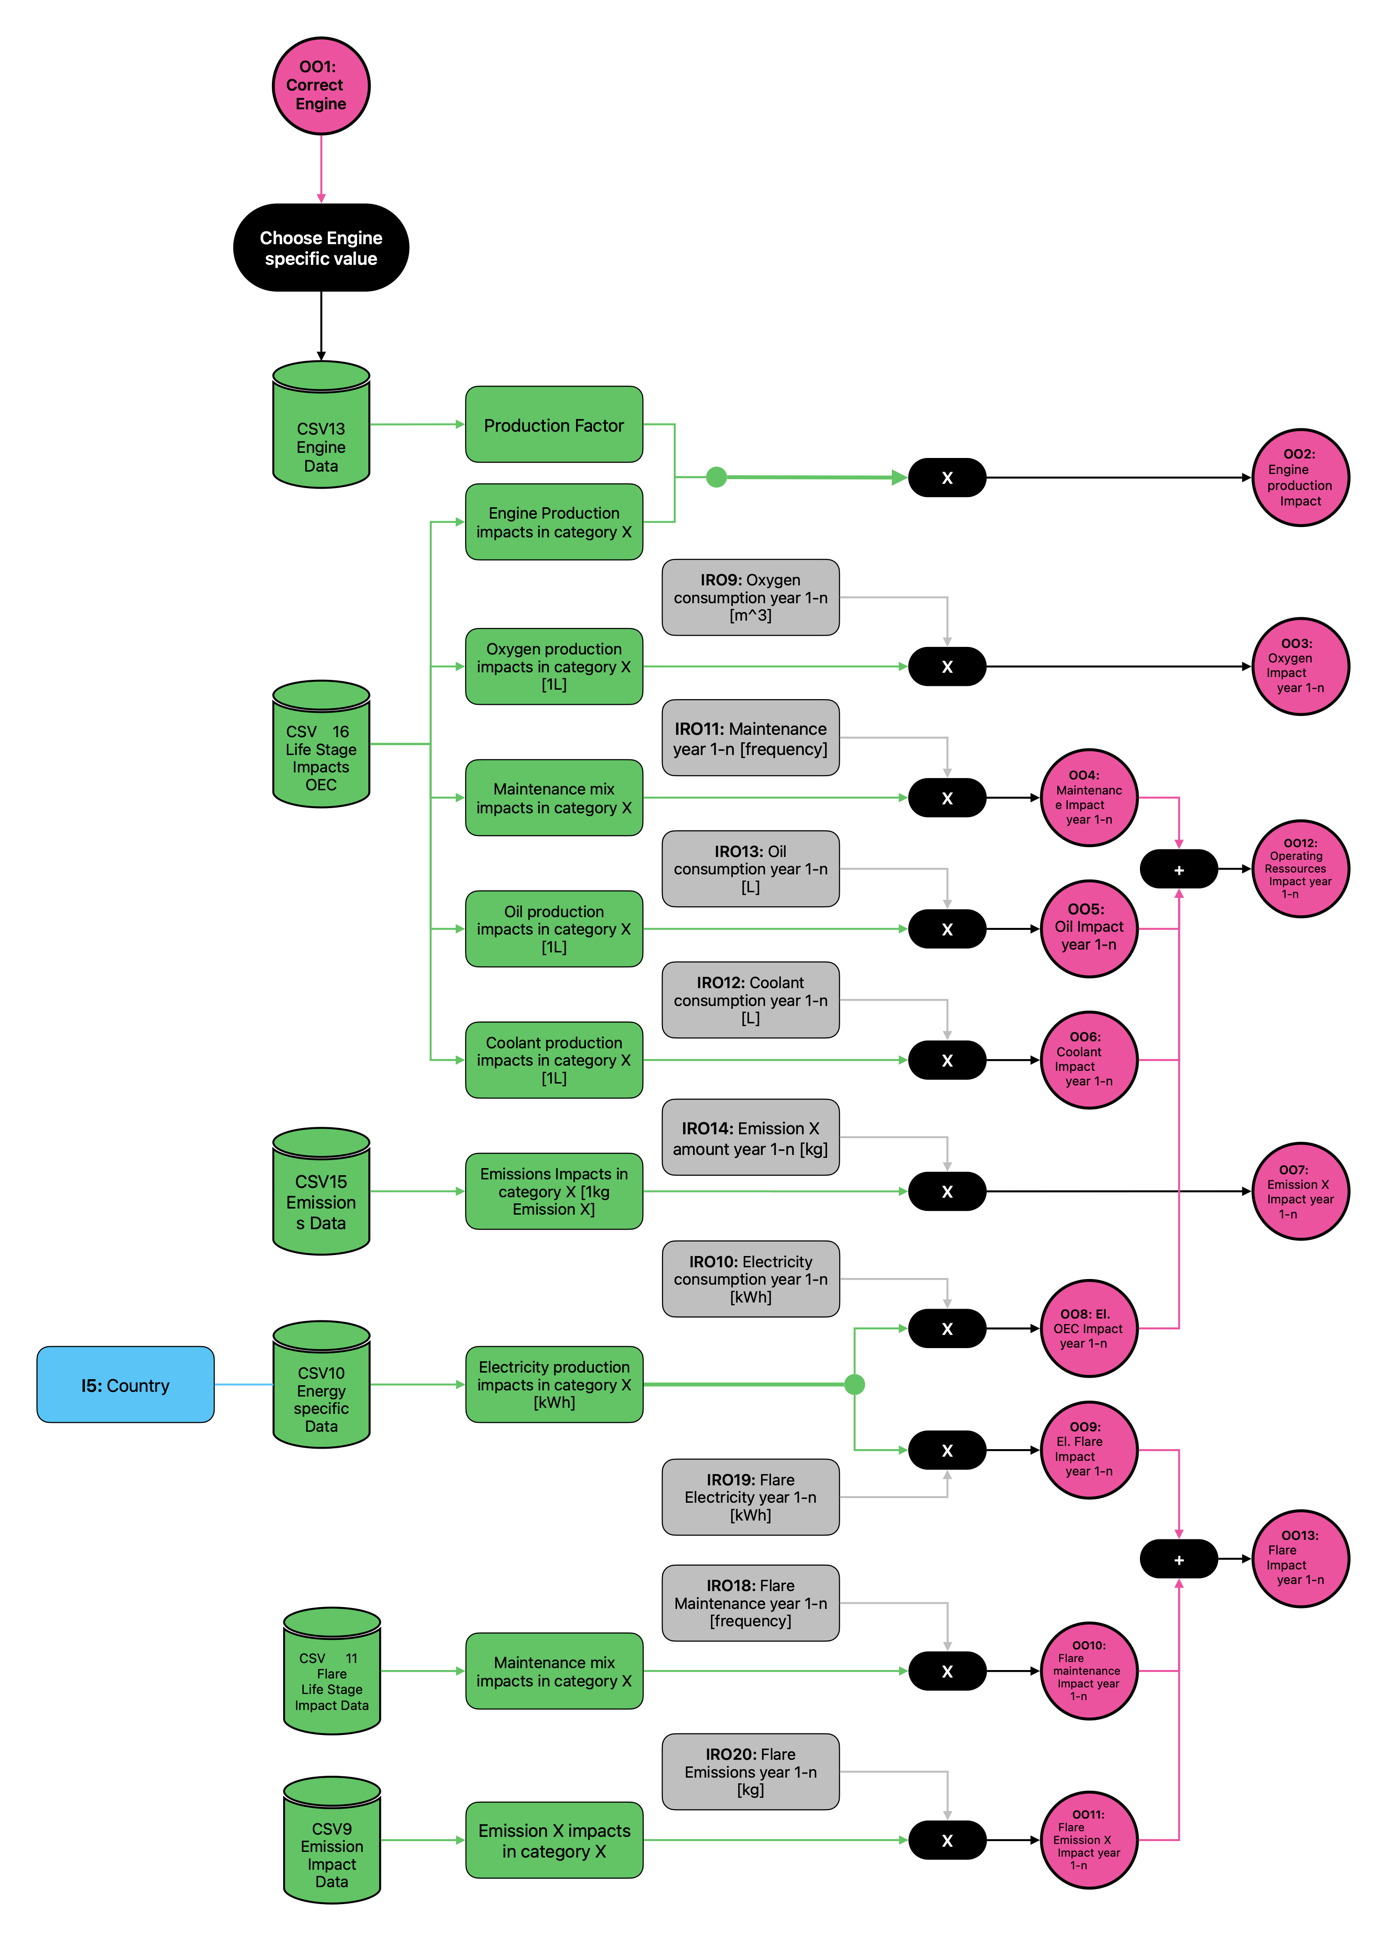 OO1:
Correct
Engine
Choose Engine
specific value
CSV13
Engine
Data
Production Factor
X
OO2:
Engine
production
Impact
Engine Production
impacts in category X
IRO9: Oxygen
consumption year 1-n
[m^3]
CSV 16
Life Stage
Impacts
OEC
Oxygen production
impacts in category X
[1L]
X
OO3:
Oxygen
Impact
year 1-n
IRO11: Maintenance
year 1-n [frequency]
Maintenance mix
impacts in category X
X
OO4:
Maintenanc
e Impact
year 1-n
IRO13: Oil
consumption year 1-n
[L]
+
OO12:
Operating
Ressources
Impact year
1-n
Oil production
impacts in category X
[1L]
X
OO5:
Oil Impact
year 1-n
IRO12: Coolant
consumption year 1-n
[L]
Coolant production
impacts in category X
[1L]
X
OO6:
Coolant
Impact
year 1-n
IRO14: Emission X
amount year 1-n [kg]
CSV15
Emission
s Data
Emissions Impacts in
category X [1kg
Emission X]
X
OO7:
Emission X
Impact year
1-n
IRO10: Electricity
consumption year 1-n
[kWh]
X
OO8: El.
OEC Impact
year 1-n
I5: Country
CSV10
Energy
specific
Data
Electricity production
impacts in category X
[kWh]
X
OO9:
El. Flare
Impact
year 1-n
IRO19: Flare
Electricity year 1-n
[kWh]
+
OO13:
Flare
Impact
year 1-n
IRO18: Flare
Maintenance year 1-n
[frequency]
CSV 11
Flare
Life Stage
Impact Data
Maintenance mix
impacts in category X
X
OO10:
Flare
maintenance
Impact year
1-n
IRO20: Flare
Emissions year 1-n
[kg]
CSV9
Emission
Impact
Data
Emission X impacts
in category X
X
OO11:
Flare
Emission X
Impact year
1-n